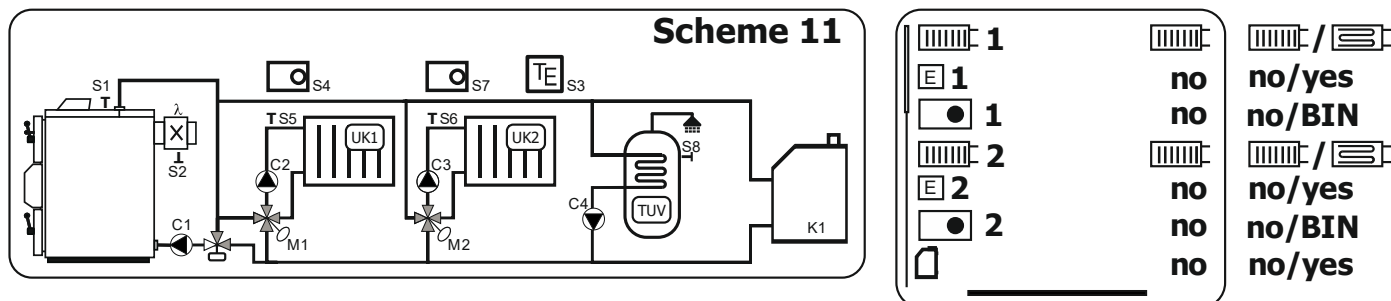 Scheme 11
S1
λ
S2
C1
S4
S5
UK1
C2
M1
S7
S6
UK2
C3
M2
TE S3
S8
C4
TUV
K1
1 /
E 1 no no/yes
1 no no/BIN
2 /
E 2 no no/yes
2 no no/BIN
no no/yes